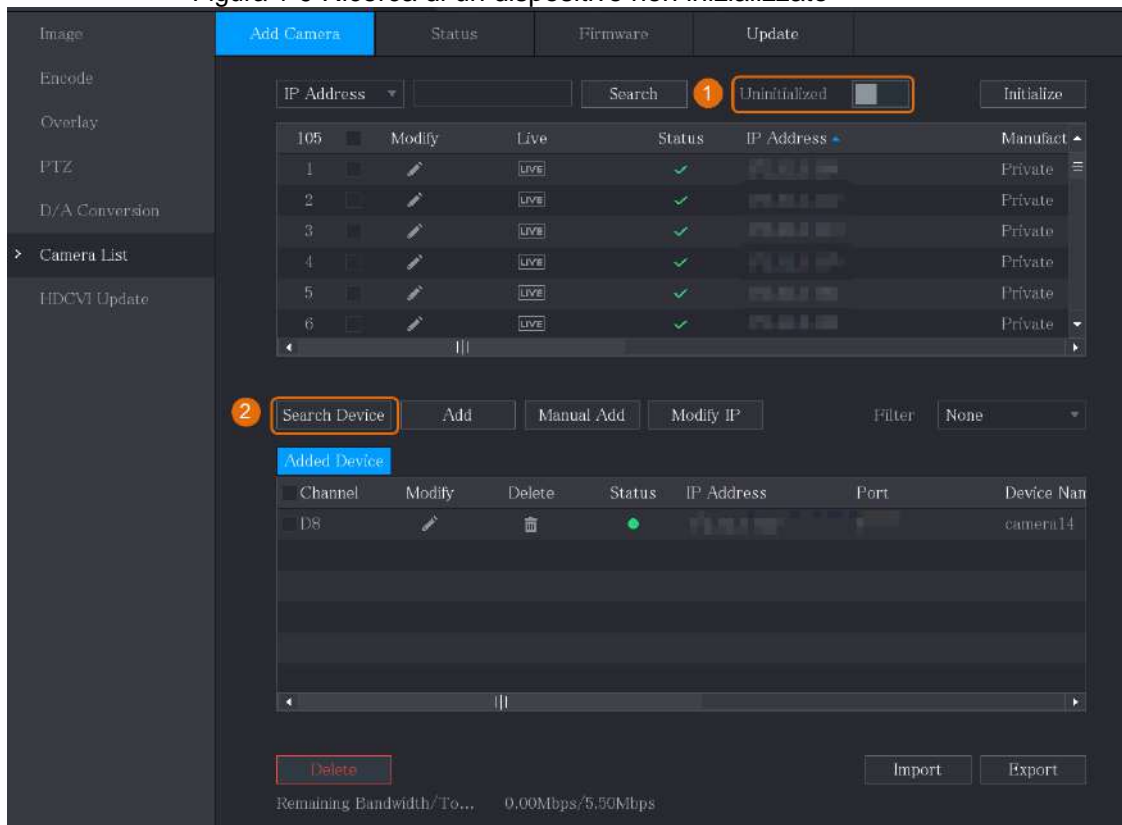 Image Add Camera Status Firmware Update
Encode
IP Address Search 1 Uninitialized Initialize
Overlay
105 Modify Live Status IP Address Manufact
PTZ
1 LIVE Private
D/A Conversion
2 LIVE Private
3 LIVE Private
> Camera List
4 LIVE Private
HDCVI Update
5 LIVE Private
6 LIVE Private
2 Search Device Add Manual Add Modify IP Filter None
Added Device
Channel Modify Delete Status IP Address Port Device Nan
D8 camera14
Delete Import Export
Remaining Bandwidth/To... 0.00Mbps/5.50Mbps